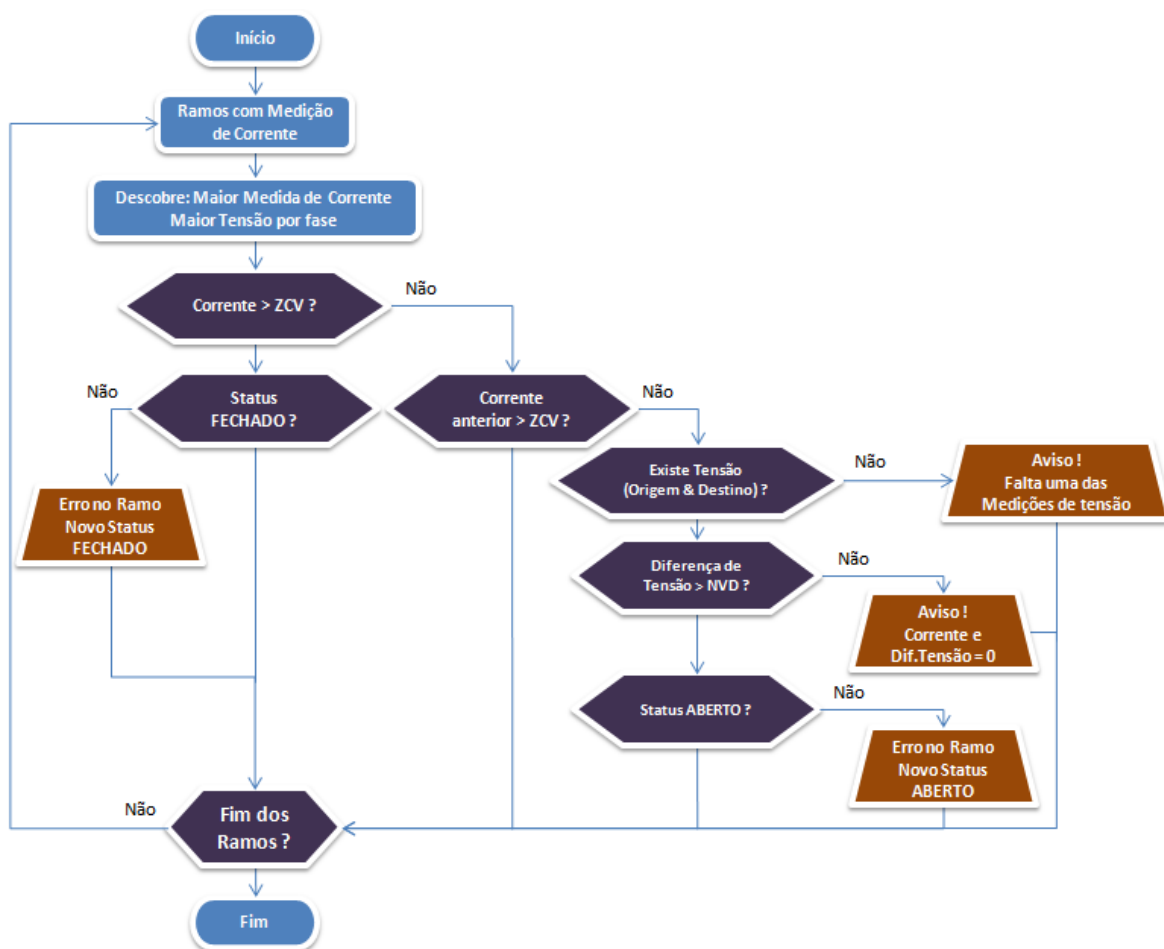 Início
Ramos com Medição
de Corrente
Descobre: Maior Medida de Corrente
Maior Tensão por fase
Corrente > ZCV ?
Não
Não
Status
FECHADO ?
Corrente
anterior > ZCV ?
Não
Erro no Ramo
Novo Status
FECHADO
Existe Tensão
(Origem & Destino) ?
Não
Aviso !
Falta uma das
Medições de tensão
Diferença de
Tensão > NVD ?
Não
Aviso !
Corrente e
Dif.Tensão = 0
Status ABERTO ?
Não
Erro no Ramo
Novo Status
ABERTO
Não
Fim dos
Ramos ?
Fim